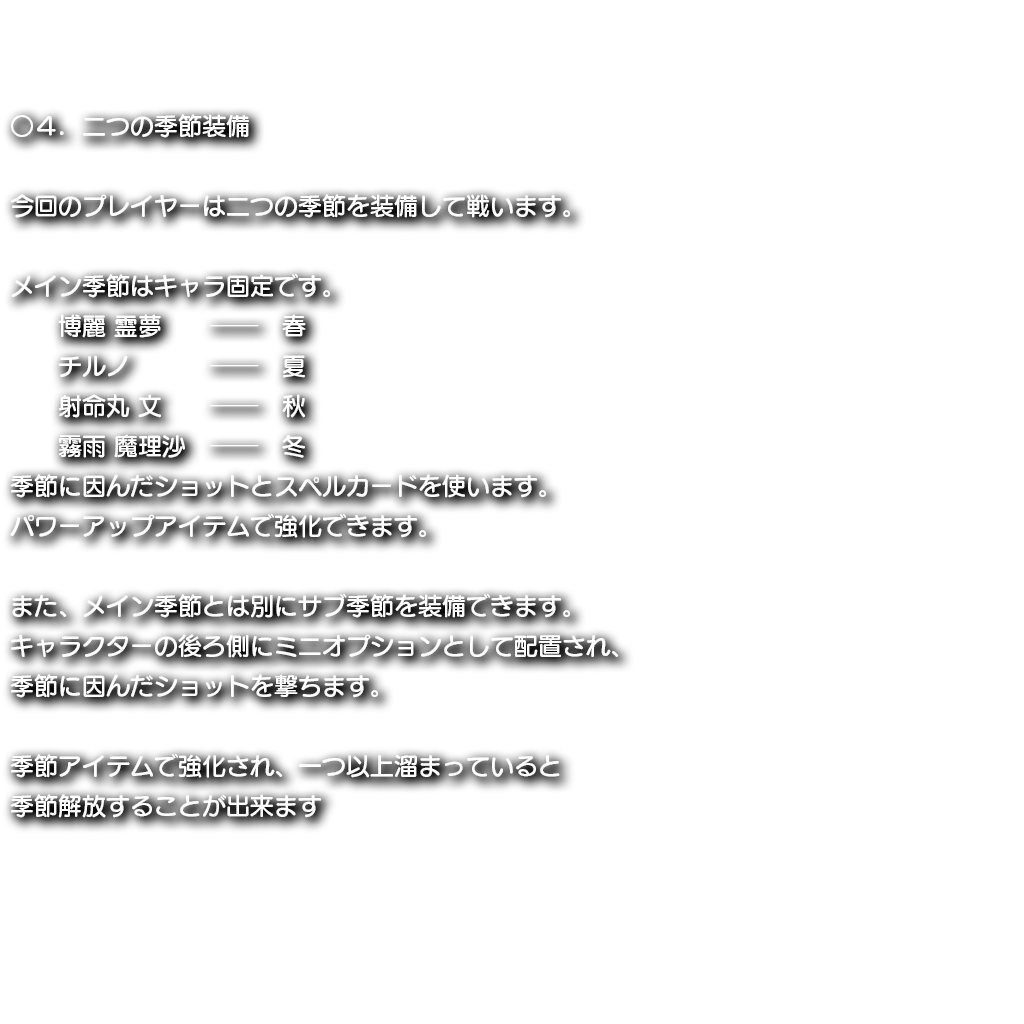 ○４．二つの季節装備
今回のプレイヤーは二つの季節を装備して戦います。
メイン季節はキャラ固定です。
博麗 霊夢　　――　春
チルノ　　　――　夏
射命丸 文　　――　秋
霧雨 魔理沙　――　冬
季節に因んだショットとスペルカードを使います。
パワーアップアイテムで強化できます。
また、メイン季節とは別にサブ季節を装備できます。
キャラクターの後ろ側にミニオプションとして配置され、
季節に因んだショットを撃ちます。
季節アイテムで強化され、一つ以上溜まっていると
季節解放することが出来ます